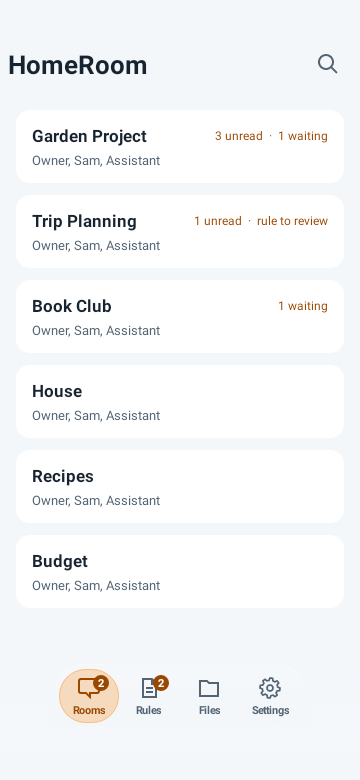 HomeRoom
Garden Project
3 unread · 1 waiting
Owner, Sam, Assistant
Trip Planning
1 unread · rule to review
Owner, Sam, Assistant
Book Club
1 waiting
Owner, Sam, Assistant
House
Owner, Sam, Assistant
Recipes
Owner, Sam, Assistant
Budget
Owner, Sam, Assistant
2
2
Rooms
Rules
Files
Settings